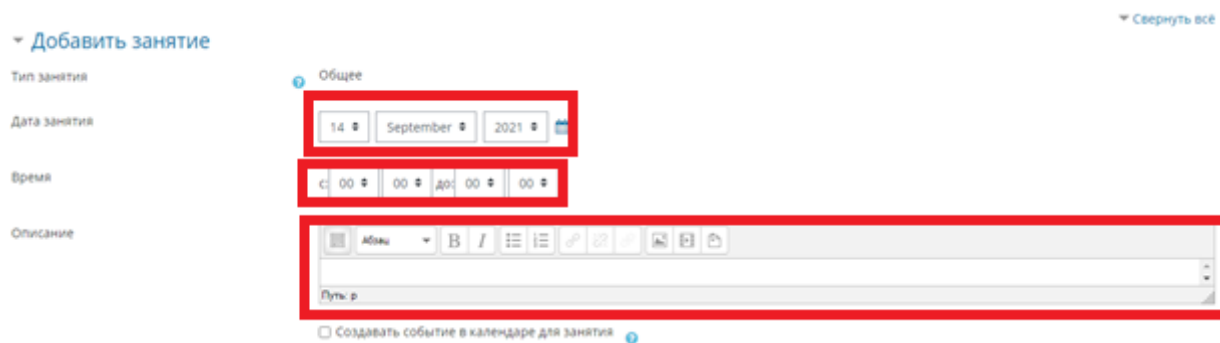 Свернуть всё
Добавить занятие
Тип занятия Общее
Дата занятия 14 September 2021
Время с: 00 00 до: 00 00
Описание Абзац B I
Путь: p
Создавать событие в календаре для занятия